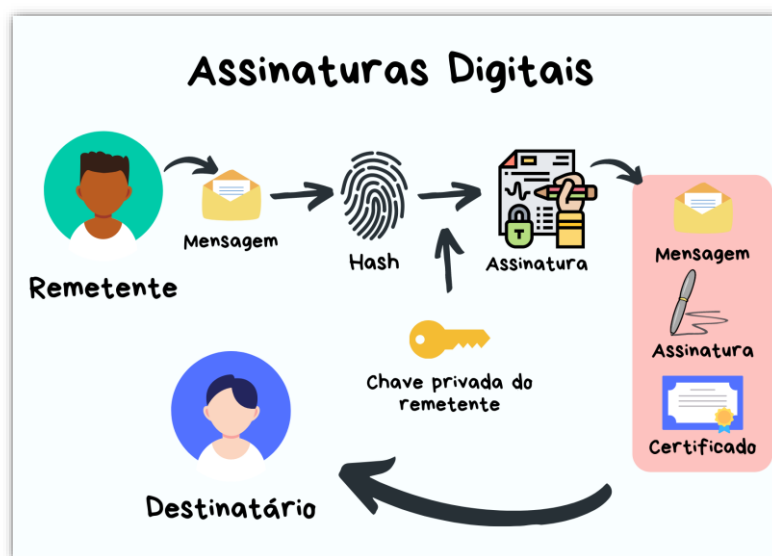 Assinaturas Digitais
Mensagem
Hash
Assinatura
Remetente
Chave privada do
remetente
Mensagem
Assinatura
Certificado
Destinatário
T